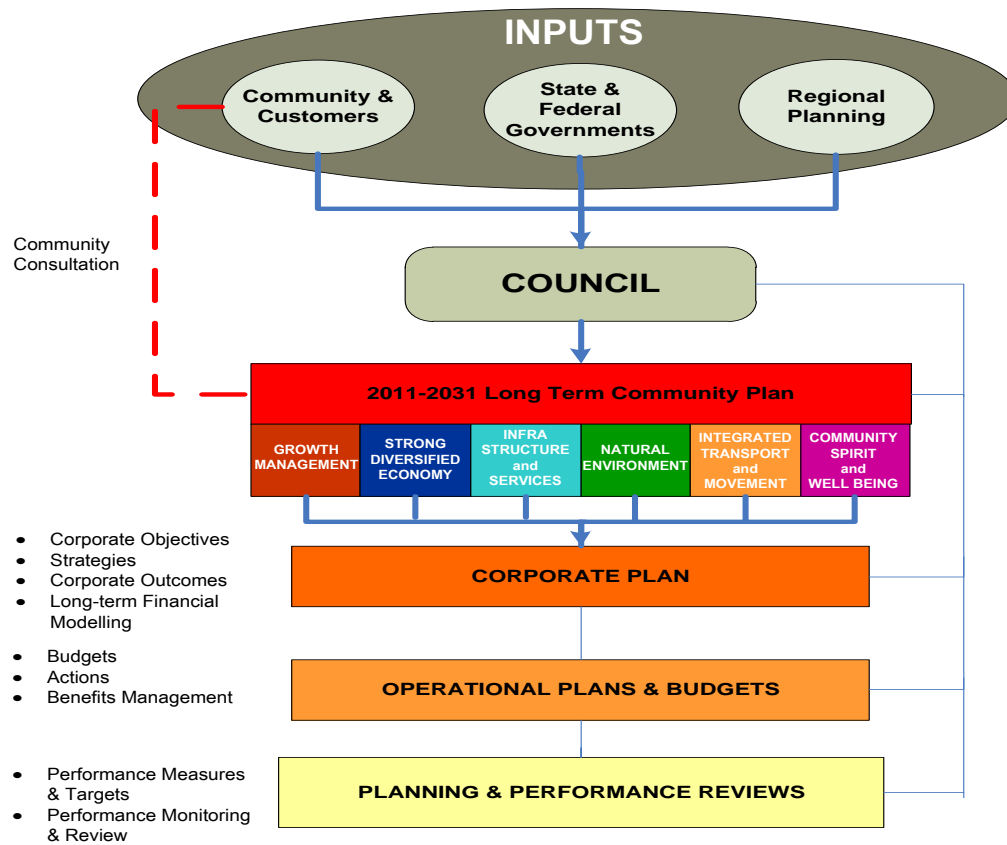 INPUTS
Community &
Customers
State &
Federal
Governments
Regional
Planning
Community
Consultation
COUNCIL
2011-2031 Long Term Community Plan
GROWTH
MANAGEMENT
STRONG
DIVERSIFIED
ECONOMY
INFRA
STRUCTURE
and
SERVICES
NATURAL
ENVIRONMENT
INTEGRATED
TRANSPORT
and
MOVEMENT
COMMUNITY
SPIRIT
and
WELL BEING
• Corporate Objectives
• Strategies
• Corporate Outcomes
• Long-term Financial
Modelling
CORPORATE PLAN
• Budgets
• Actions
• Benefits Management
OPERATIONAL PLANS & BUDGETS
• Performance Measures
& Targets
• Performance Monitoring
& Review
PLANNING & PERFORMANCE REVIEWS